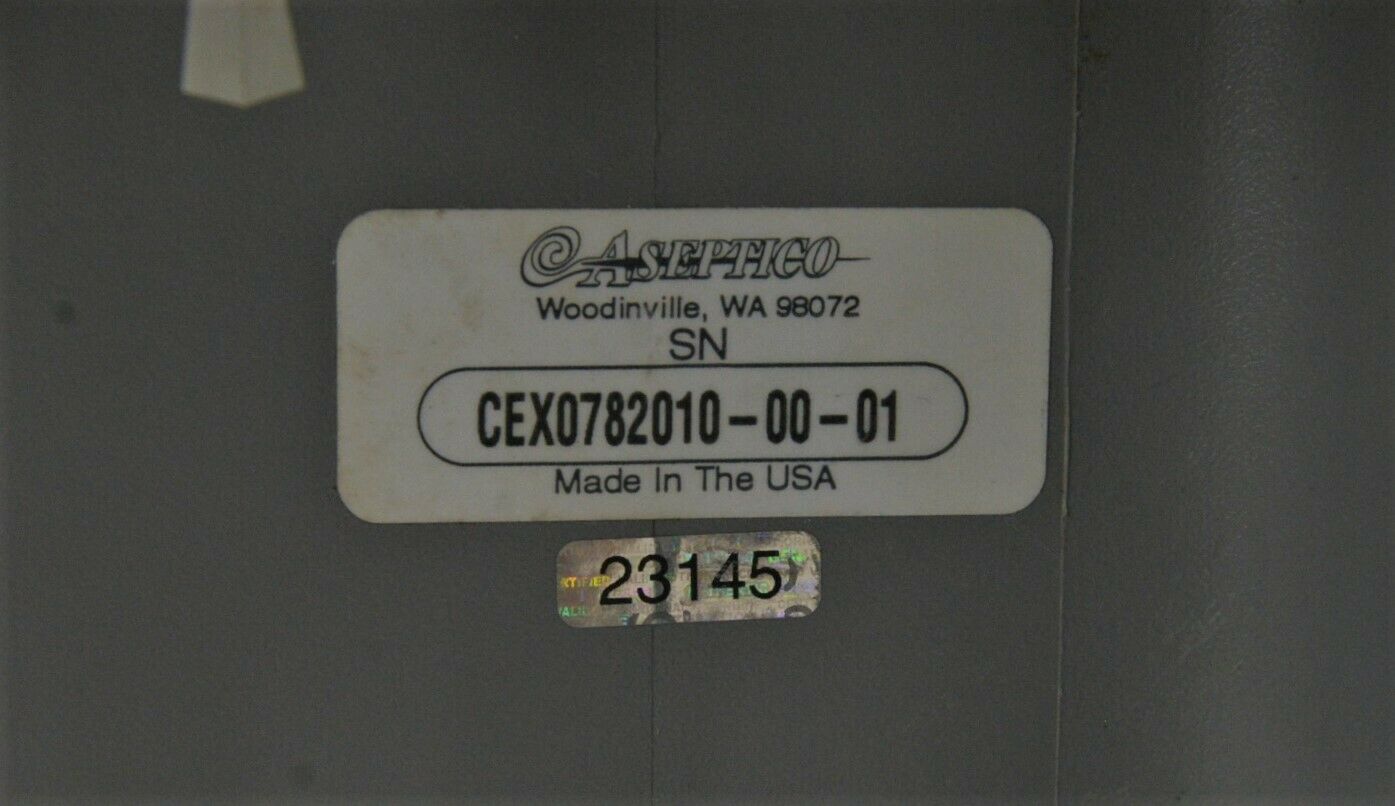 ASEPTICO
Woodinville, WA 98072
SN
CEX0782010-00-01
Made In The USA
23145